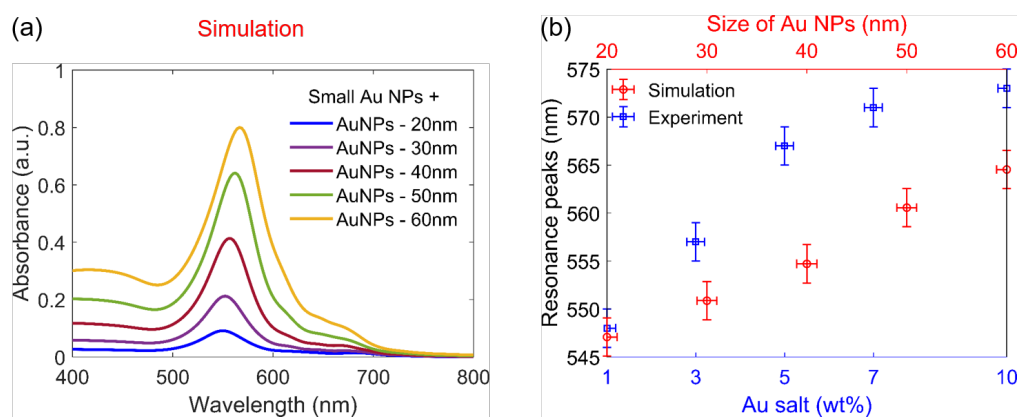 (a)
Simulation
Absorbance (a.u.)
1
0.8
0.6
0.4
0.2
0
Small Au NPs +
AuNPs - 20nm
AuNPs - 30nm
AuNPs - 40nm
AuNPs - 50nm
AuNPs - 60nm
400 500 600 700 800
Wavelength (nm)
(b)
Size of Au NPs (nm)
20 30 40 50 60
Resonance peaks (nm)
575
570
565
560
555
550
545
Simulation
Experiment
1 3 5 7 10
Au salt (wt%)